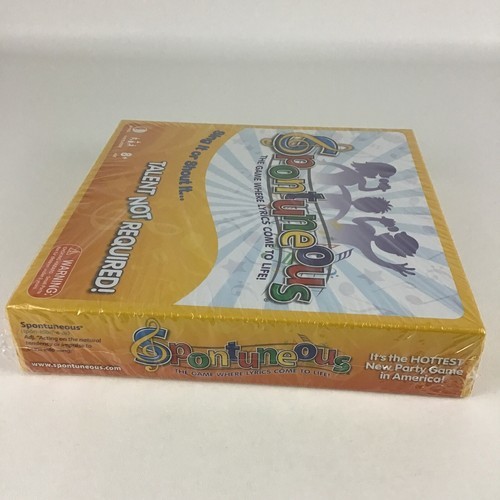 Spontuneous
THE GAME WHERE LYRICS COME TO LIFE!
Sing It or Shout It...
TALENT NOT REQUIRED!
8+
WARNING
Spontuneous
Spontuneous
THE GAME WHERE LYRICS COME TO LIFE!
www.spontuneous.com
It's the HOTTEST
New Party Game
in America!